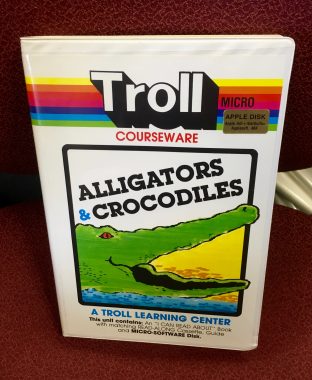 Troll
MICRO
APPLE DISK
COURSEWARE
ALLIGATORS
& CROCODILES
A TROLL LEARNING CENTER
This unit contains: An "I CAN READ ABOUT" Book
with matching READ-ALONG Cassette, Guide
and MICRO-SOFTWARE Disk.